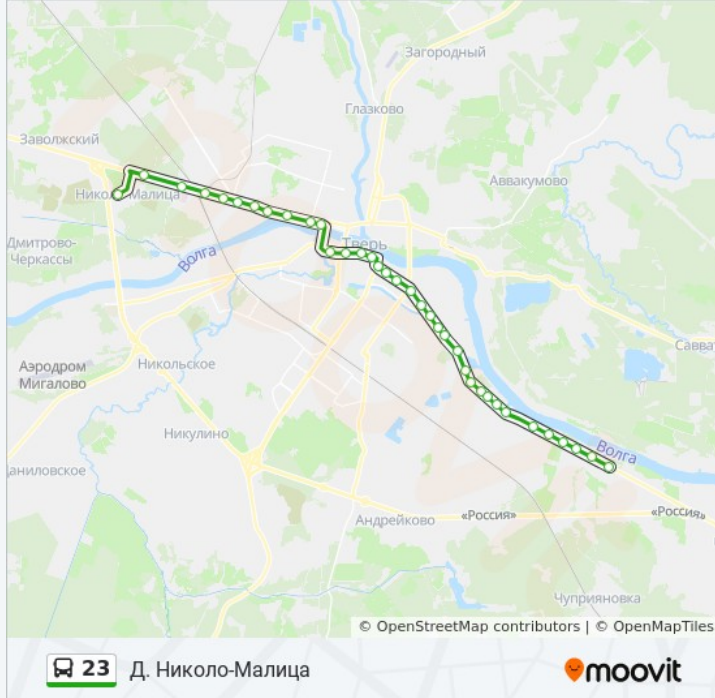 Загородный
Глазково
Заволжский
Николо-Малица
Аввакумово
Дмитрово-
Черкассы
Волга
Тверь
Аэродром
Мигалово
Никольское
Савват
Никулино
Даниловское
Волга
Андрейково
«Россия»
«Россия»
Чуприяновка
© OpenStreetMap contributors | © OpenMapTiles
23 Д. Николо-Малица
moovit